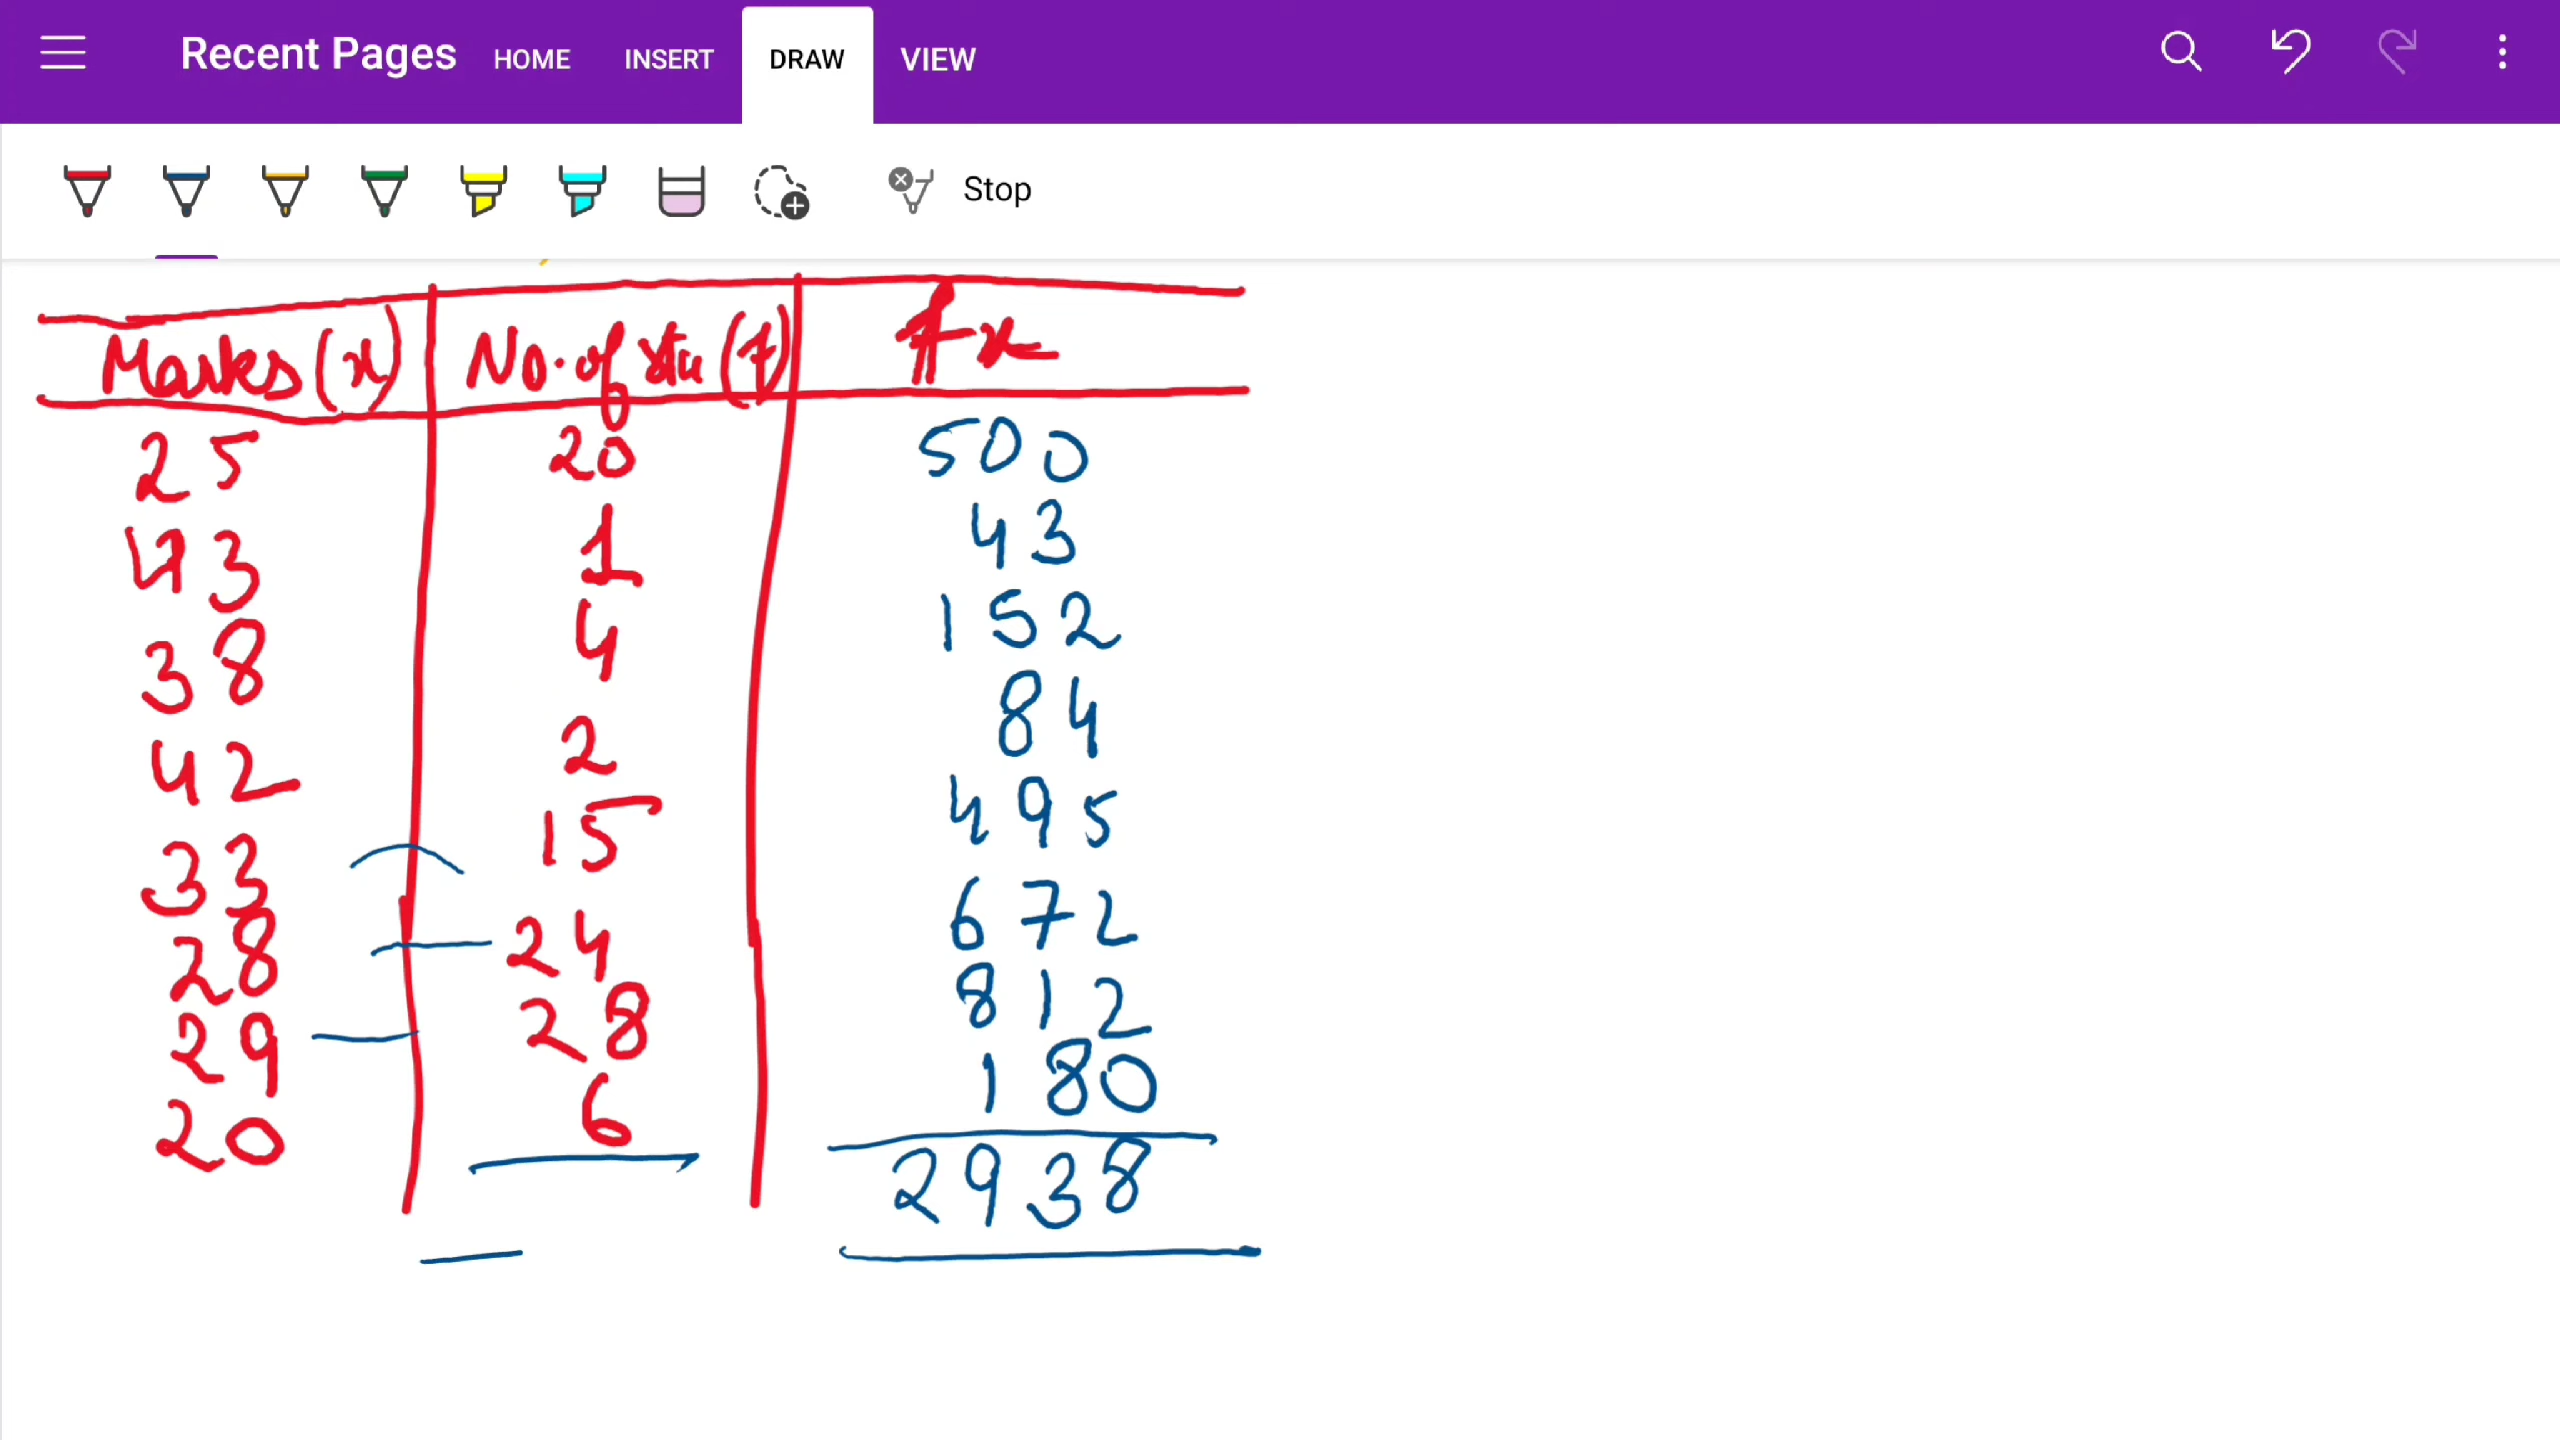 Recent Pages HOME INSERT DRAW VIEW
Stop
Marks (x) No. of stu (f) fx
25 20 500
43 1 43
38 4 152
42 2 84
33 15 495
28 24 672
29 28 812
20 6 180
2938